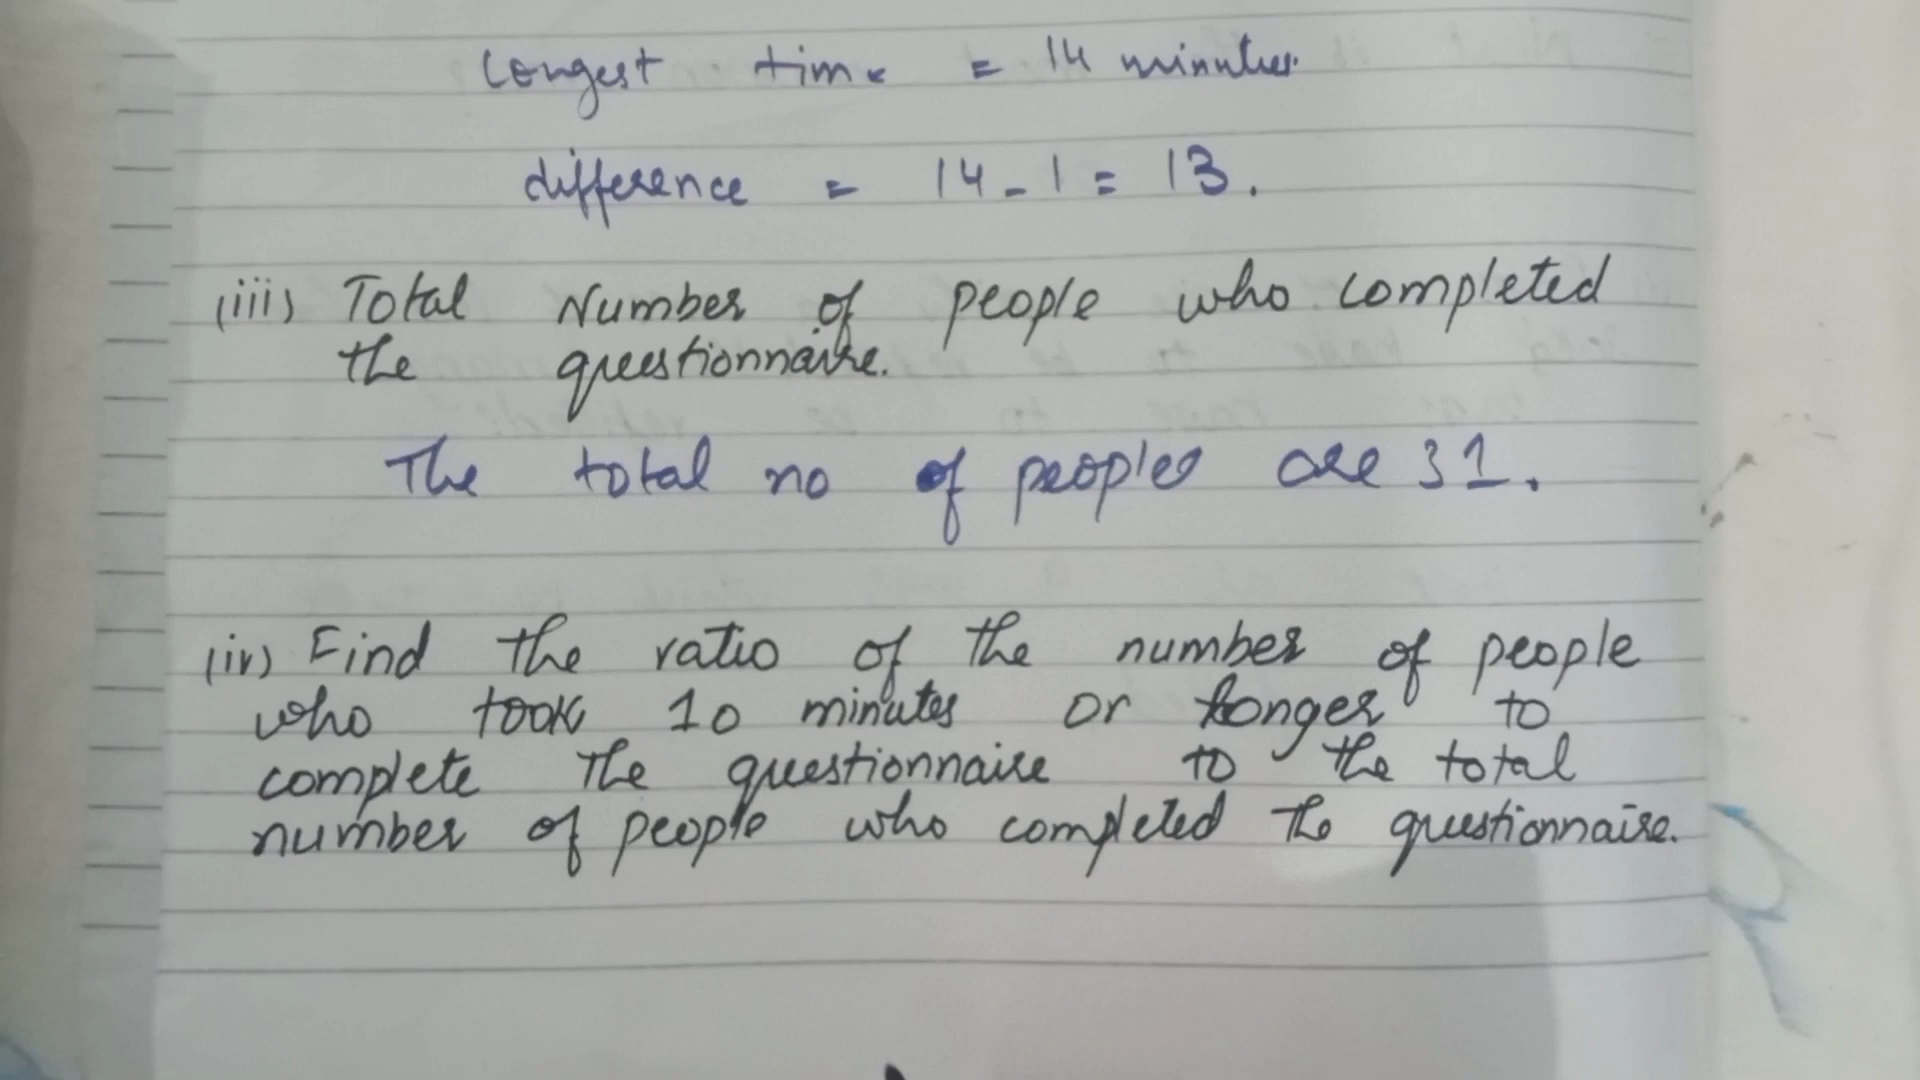 Longest time = 14 minutes.
difference = 14 - 1 = 13.
(iii) Total Number of people who completed
the questionnaire.
The total no of peoples are 31.
(iv) Find the ratio of the number of people
who took 10 minutes or longer to
complete the questionnaire to the total
number of people who completed the questionnaire.